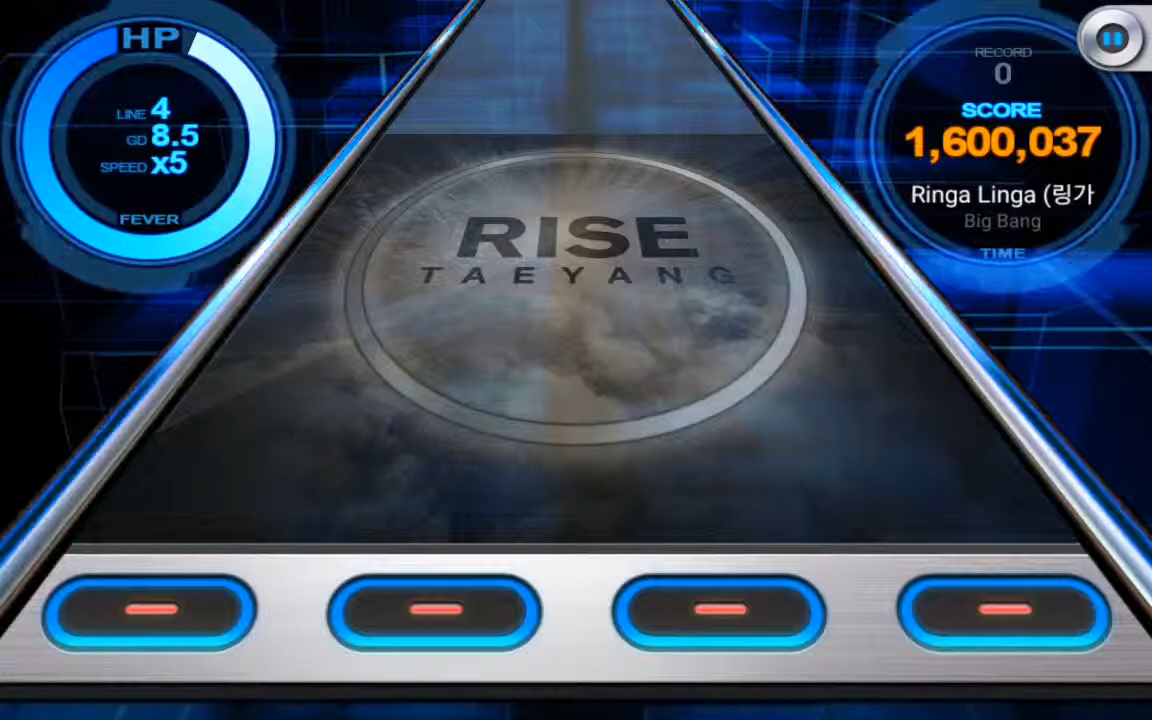 HP
LINE 4
GD 8.5
SPEED x5
FEVER
RISE
TAEYANG
RECORD
0
SCORE
1,600,037
Ringa Linga (링가
Big Bang
TIME